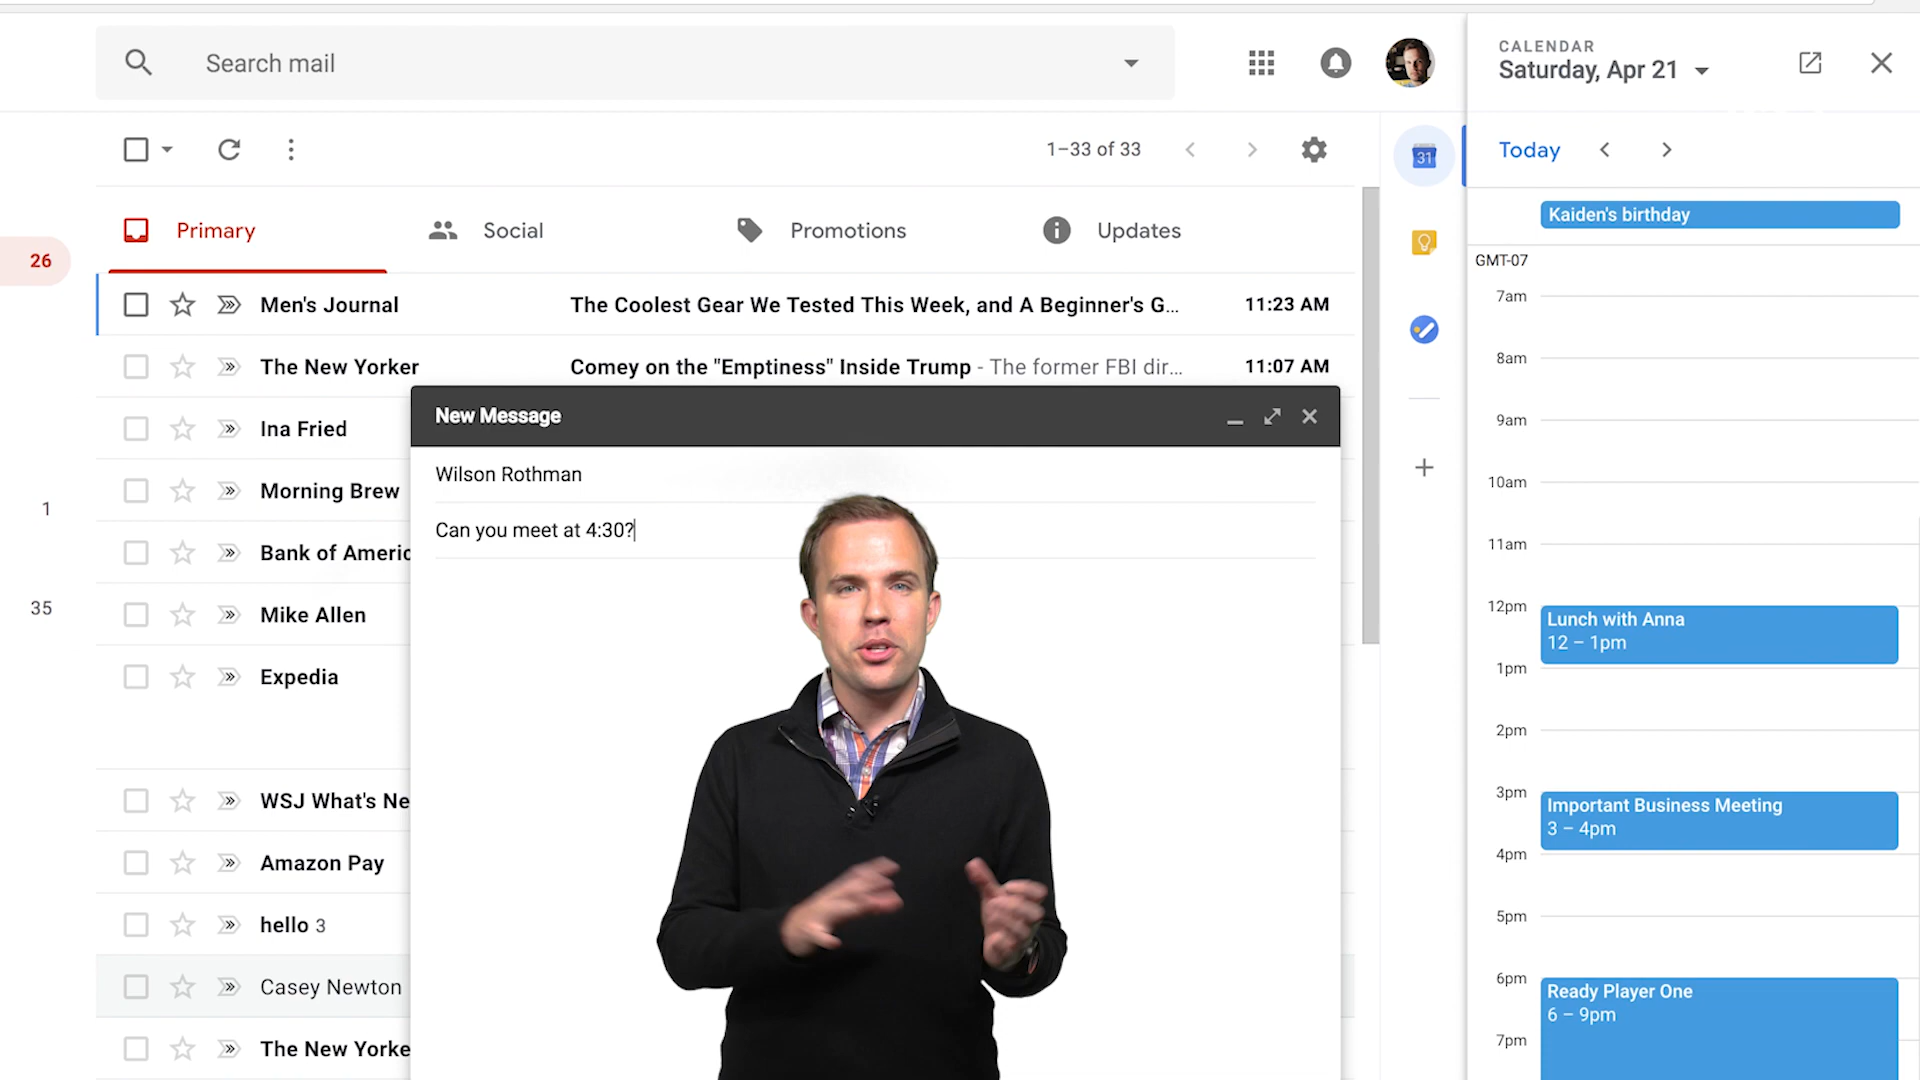 Search mail
CALENDAR
Saturday, Apr 21
1–33 of 33
31
Today
Primary
Social
Promotions
Updates
Kaiden's birthday
26
GMT-07
Men's Journal The Coolest Gear We Tested This Week, and A Beginner's G... 11:23 AM
The New Yorker Comey on the "Emptiness" Inside Trump - The former FBI dir... 11:07 AM
New Message
Ina Fried
Wilson Rothman
Morning Brew
1
Can you meet at 4:30?
Bank of Americ
35
Mike Allen
Expedia
WSJ What's Ne
Amazon Pay
hello 3
Casey Newton
The New Yorke
7am
8am
9am
10am
11am
12pm
Lunch with Anna
12 – 1pm
1pm
2pm
3pm
Important Business Meeting
3 – 4pm
4pm
5pm
6pm
Ready Player One
6 – 9pm
7pm